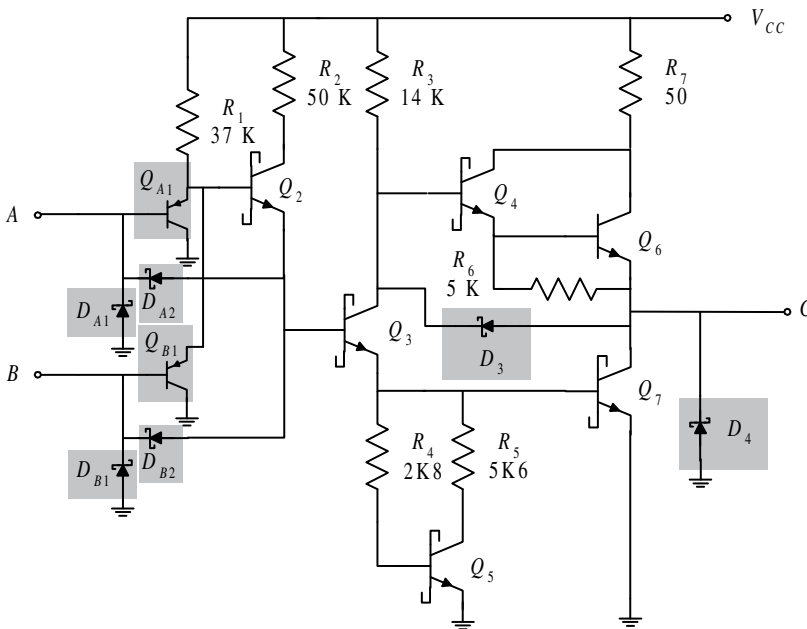 V_CC
R_1
37 K
R_2
50 K
R_3
14 K
R_7
50
Q_A1
Q_2
Q_4
A
Q_6
R_6
5 K
D_A1
D_A2
Q_B1
Q_3
D_3
C
B
Q_7
D_B1
D_B2
R_4
2K8
R_5
5K6
D_4
Q_5